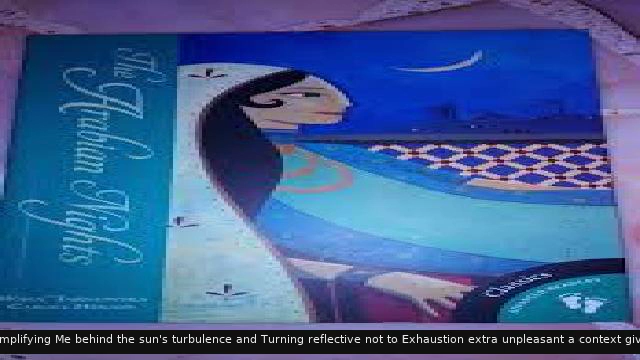 The Arabian Nights
Classics
mplifying Me behind the sun's turbulence and Turning reflective not to Exhaustion extra unpleasant a context giv